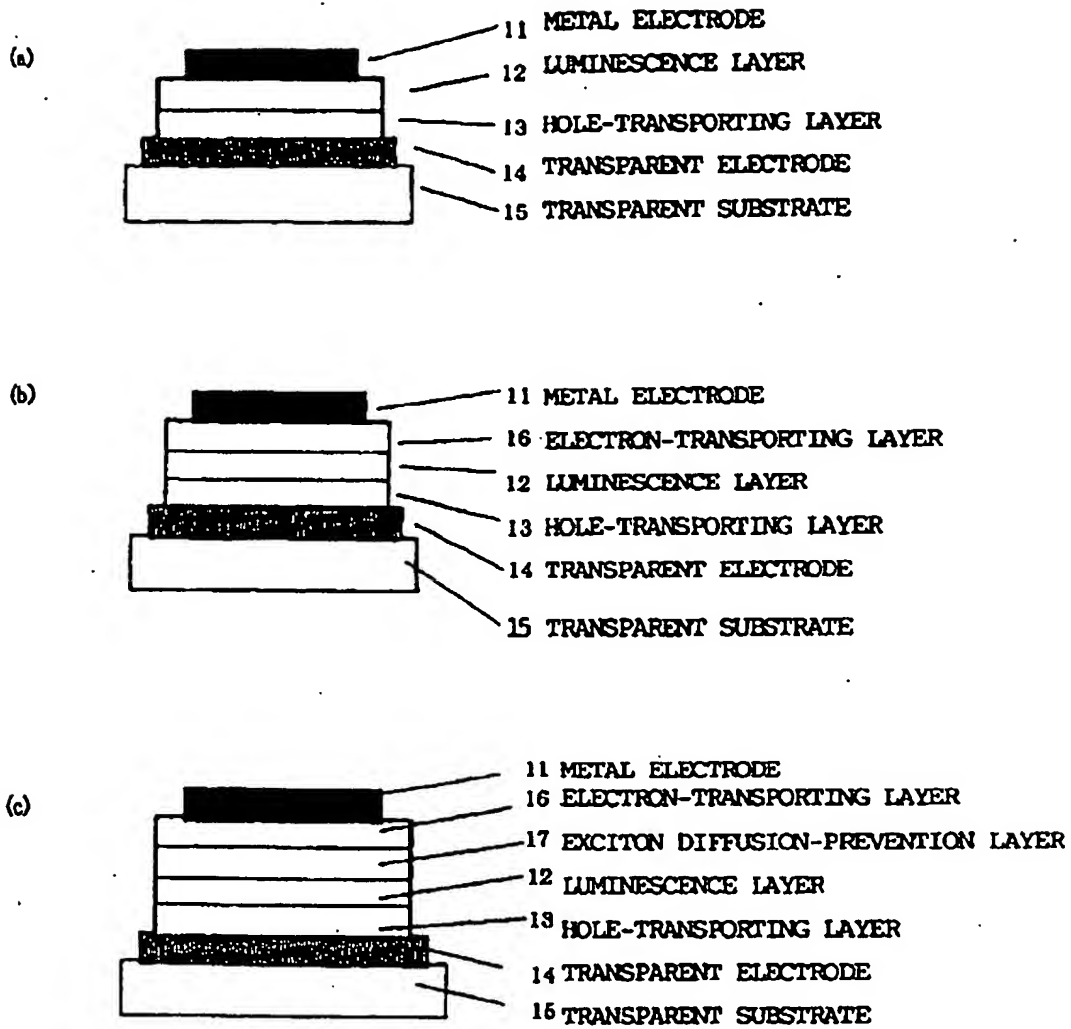 (a)
11 METAL ELECTRODE
12 LUMINESCENCE LAYER
13 HOLE-TRANSPORTING LAYER
14 TRANSPARENT ELECTRODE
15 TRANSPARENT SUBSTRATE
(b)
11 METAL ELECTRODE
16 ELECTRON-TRANSPORTING LAYER
12 LUMINESCENCE LAYER
13 HOLE-TRANSPORTING LAYER
14 TRANSPARENT ELECTRODE
15 TRANSPARENT SUBSTRATE
(c)
11 METAL ELECTRODE
16 ELECTRON-TRANSPORTING LAYER
17 EXCITON DIFFUSION-PREVENTION LAYER
12 LUMINESCENCE LAYER
13 HOLE-TRANSPORTING LAYER
14 TRANSPARENT ELECTRODE
15 TRANSPARENT SUBSTRATE